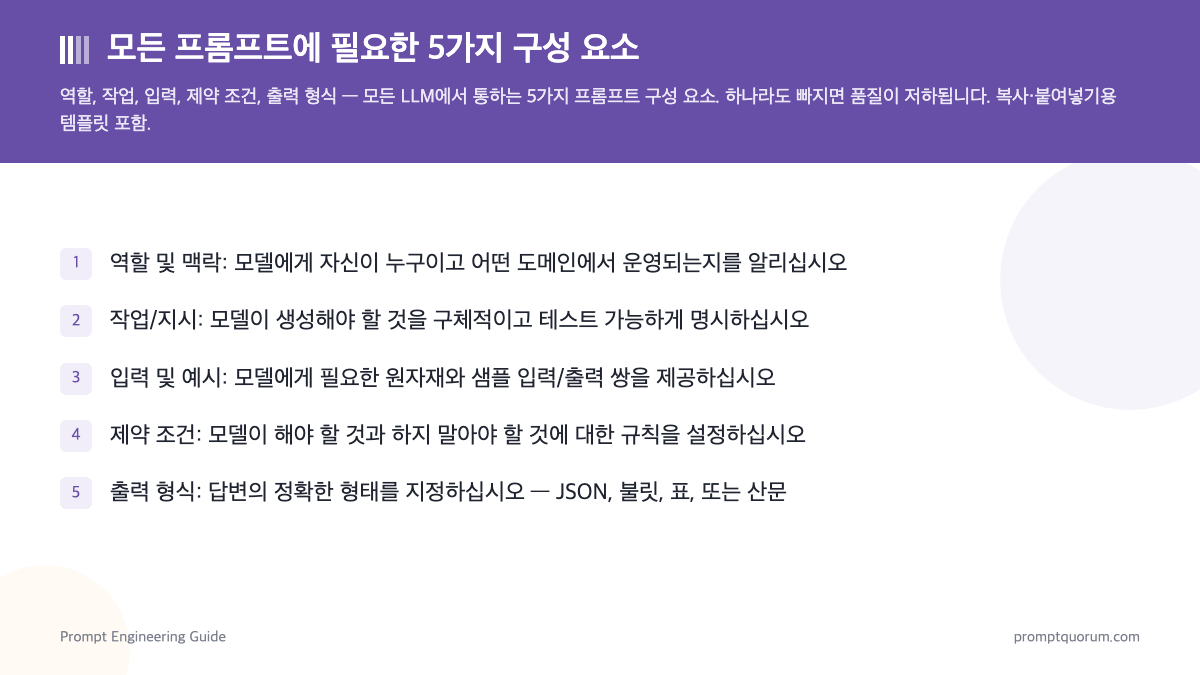 모든 프롬프트에 필요한 5가지 구성 요소
역할, 작업, 입력, 제약 조건, 출력 형식 — 모든 LLM에서 통하는 5가지 프롬프트 구성 요소. 하나라도 빠지면 품질이 저하됩니다. 복사·붙여넣기용
템플릿 포함.
1 역할 및 맥락: 모델에게 자신이 누구이고 어떤 도메인에서 운영되는지를 알리십시오
2 작업/지시: 모델이 생성해야 할 것을 구체적이고 테스트 가능하게 명시하십시오
3 입력 및 예시: 모델에게 필요한 원자재와 샘플 입력/출력 쌍을 제공하십시오
4 제약 조건: 모델이 해야 할 것과 하지 말아야 할 것에 대한 규칙을 설정하십시오
5 출력 형식: 답변의 정확한 형태를 지정하십시오 — JSON, 불릿, 표, 또는 산문
Prompt Engineering Guide
promptquorum.com